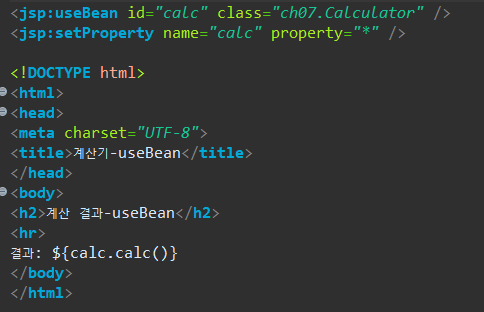 <jsp:useBean id="calc" class="ch07.Calculator" />
<jsp:setProperty name="calc" property="*" />
<!DOCTYPE html>
<html>
<head>
<meta charset="UTF-8">
<title>계산기-useBean</title>
</head>
<body>
<h2>계산 결과-useBean</h2>
<hr>
결과: ${calc.calc()}
</body>
</html>